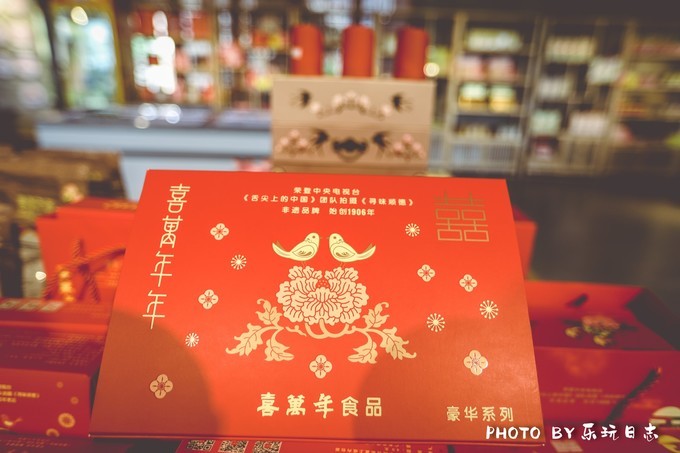 荣登中央电视台
《舌尖上的中国》团队拍摄《寻味顺德》
非遗品牌 始创1906年
喜萬年年
囍
喜萬年食品
豪华系列
PHOTO BY 乐玩日志